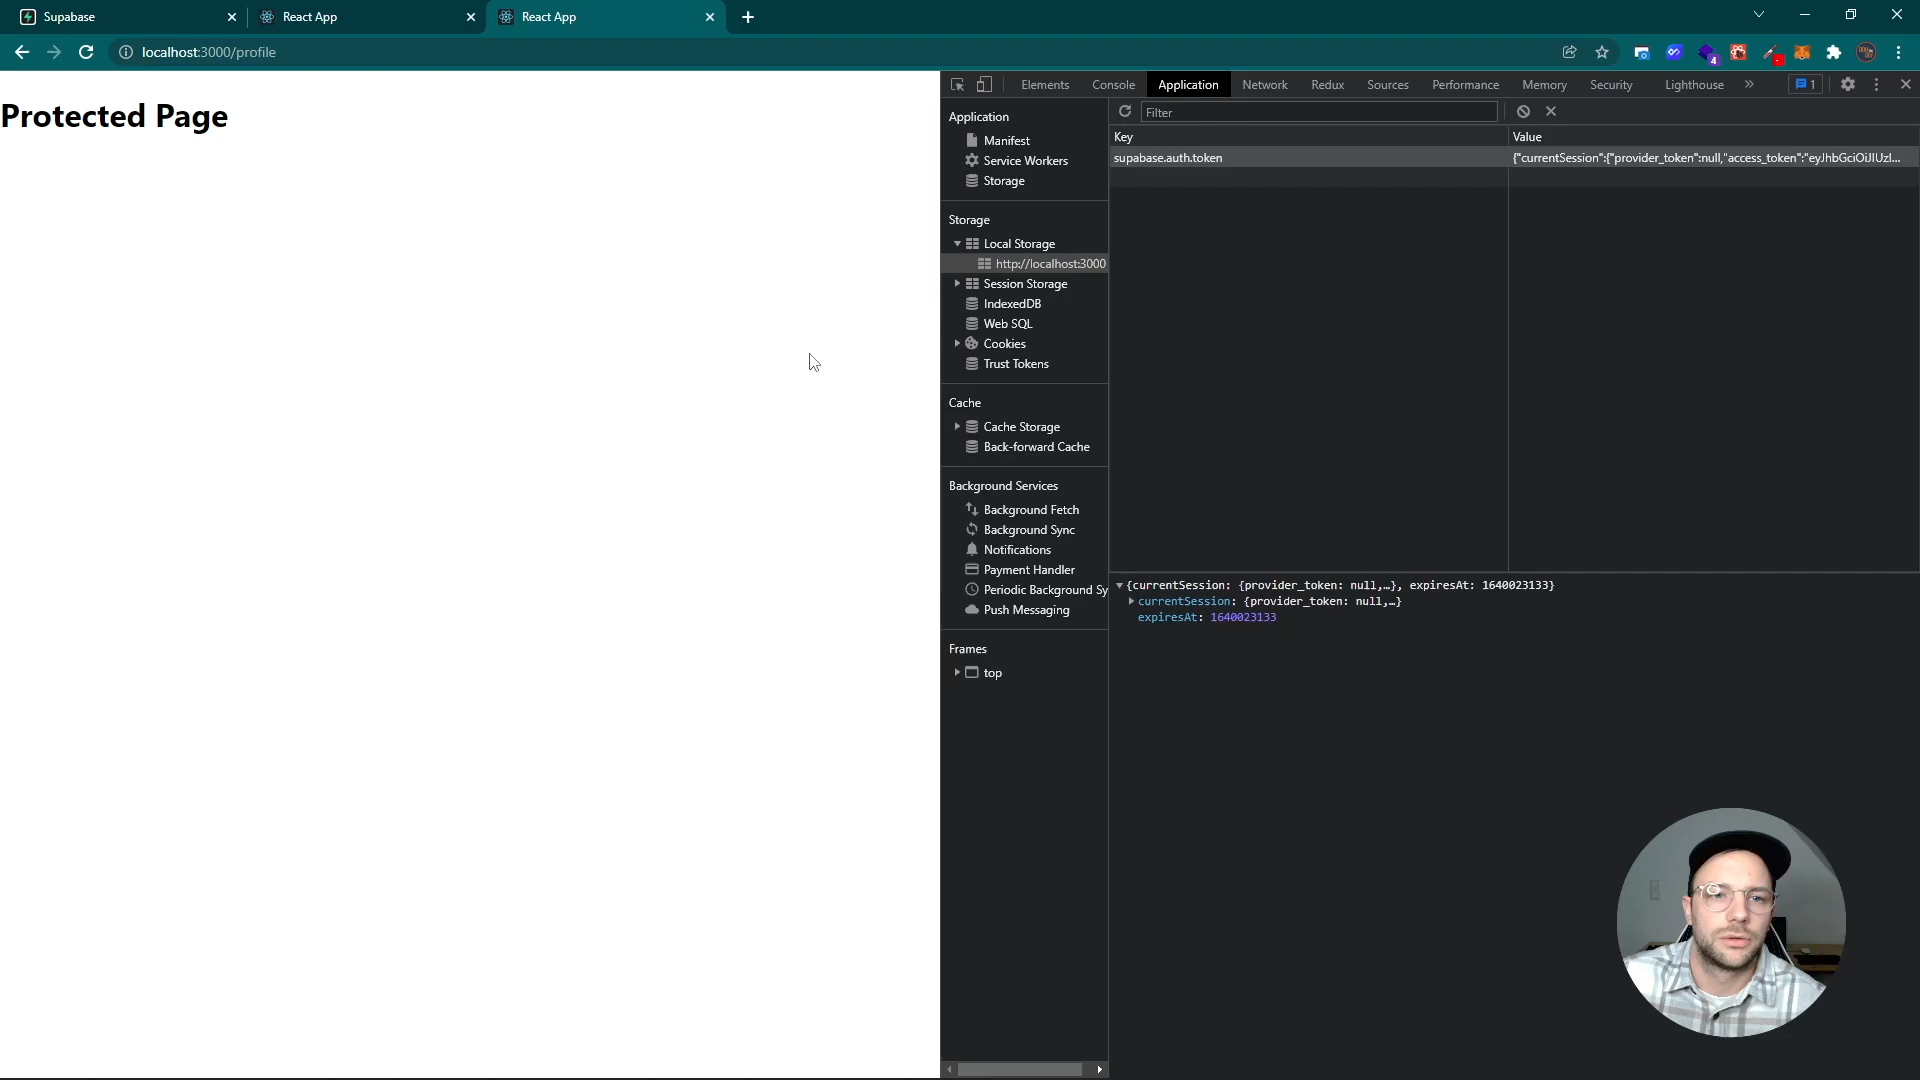 Supabase
React App
React App
localhost:3000/profile
4
Protected Page
Elements
Console
Application
Network
Redux
Sources
Performance
Memory
Security
Lighthouse
1
Application
Manifest
Service Workers
Storage
Storage
Local Storage
http://localhost:3000
Session Storage
IndexedDB
Web SQL
Cookies
Trust Tokens
Cache
Cache Storage
Back-forward Cache
Background Services
Background Fetch
Background Sync
Notifications
Payment Handler
Periodic Background Sy
Push Messaging
Frames
top
Filter
Key
Value
supabase.auth.token
{"currentSession":{"provider_token":null,"access_token":"eyJhbGciOiJIUzI...
{currentSession: {provider_token: null,…}, expiresAt: 1640023133}
currentSession: {provider_token: null,…}
expiresAt: 1640023133